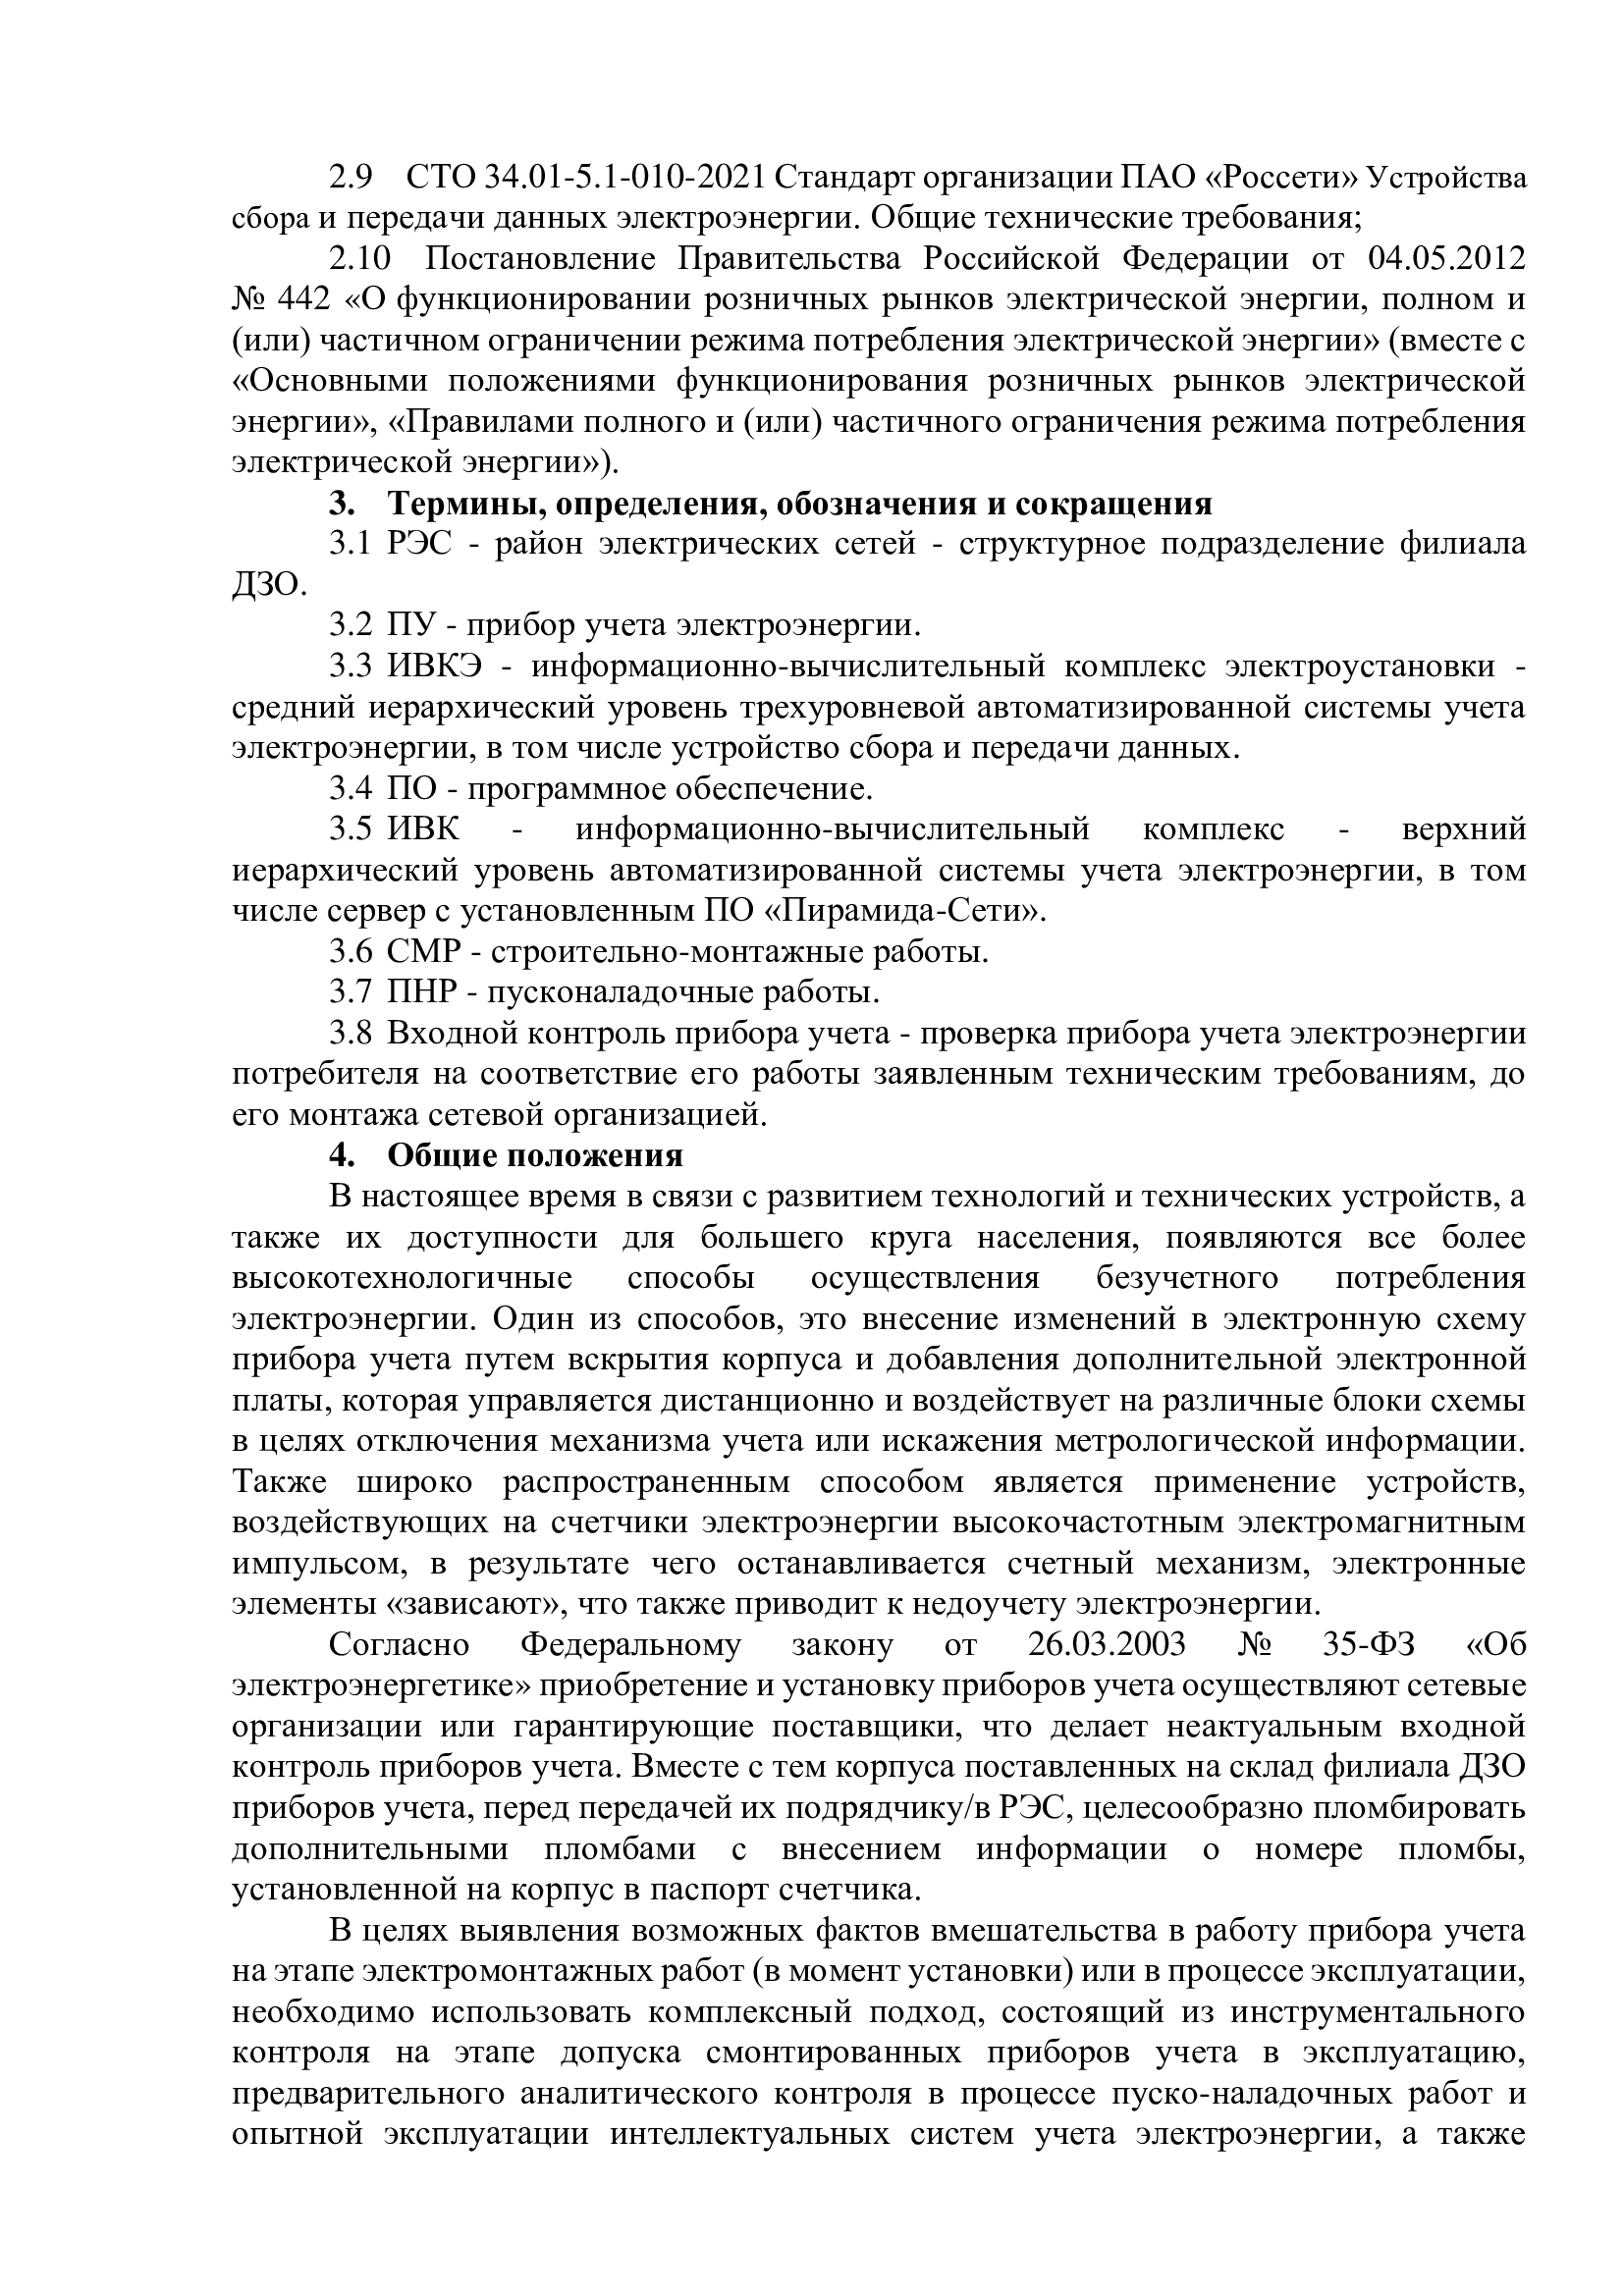 2.9 СТО 34.01-5.1-010-2021 Стандарт организации ПАО «Россети» Устройства
сбора и передачи данных электроэнергии. Общие технические требования;
2.10 Постановление Правительства Российской Федерации от 04.05.2012
№ 442 «О функционировании розничных рынков электрической энергии, полном и
(или) частичном ограничении режима потребления электрической энергии» (вместе с
«Основными положениями функционирования розничных рынков электрической
энергии», «Правилами полного и (или) частичного ограничения режима потребления
электрической энергии»).
3. Термины, определения, обозначения и сокращения
3.1 РЭС - район электрических сетей - структурное подразделение филиала
ДЗО.
3.2 ПУ - прибор учета электроэнергии.
3.3 ИВКЭ - информационно-вычислительный комплекс электроустановки -
средний иерархический уровень трехуровневой автоматизированной системы учета
электроэнергии, в том числе устройство сбора и передачи данных.
3.4 ПО - программное обеспечение.
3.5 ИВК - информационно-вычислительный комплекс - верхний
иерархический уровень автоматизированной системы учета электроэнергии, в том
числе сервер с установленным ПО «Пирамида-Сети».
3.6 СМР - строительно-монтажные работы.
3.7 ПНР - пусконаладочные работы.
3.8 Входной контроль прибора учета - проверка прибора учета электроэнергии
потребителя на соответствие его работы заявленным техническим требованиям, до
его монтажа сетевой организацией.
4. Общие положения
В настоящее время в связи с развитием технологий и технических устройств, а
также их доступности для большего круга населения, появляются все более
высокотехнологичные способы осуществления безучетного потребления
электроэнергии. Один из способов, это внесение изменений в электронную схему
прибора учета путем вскрытия корпуса и добавления дополнительной электронной
платы, которая управляется дистанционно и воздействует на различные блоки схемы
в целях отключения механизма учета или искажения метрологической информации.
Также широко распространенным способом является применение устройств,
воздействующих на счетчики электроэнергии высокочастотным электромагнитным
импульсом, в результате чего останавливается счетный механизм, электронные
элементы «зависают», что также приводит к недоучету электроэнергии.
Согласно Федеральному закону от 26.03.2003 № 35-ФЗ «Об
электроэнергетике» приобретение и установку приборов учета осуществляют сетевые
организации или гарантирующие поставщики, что делает неактуальным входной
контроль приборов учета. Вместе с тем корпуса поставленных на склад филиала ДЗО
приборов учета, перед передачей их подрядчику/в РЭС, целесообразно пломбировать
дополнительными пломбами с внесением информации о номере пломбы,
установленной на корпус в паспорт счетчика.
В целях выявления возможных фактов вмешательства в работу прибора учета
на этапе электромонтажных работ (в момент установки) или в процессе эксплуатации,
необходимо использовать комплексный подход, состоящий из инструментального
контроля на этапе допуска смонтированных приборов учета в эксплуатацию,
предварительного аналитического контроля в процессе пуско-наладочных работ и
опытной эксплуатации интеллектуальных систем учета электроэнергии, а также